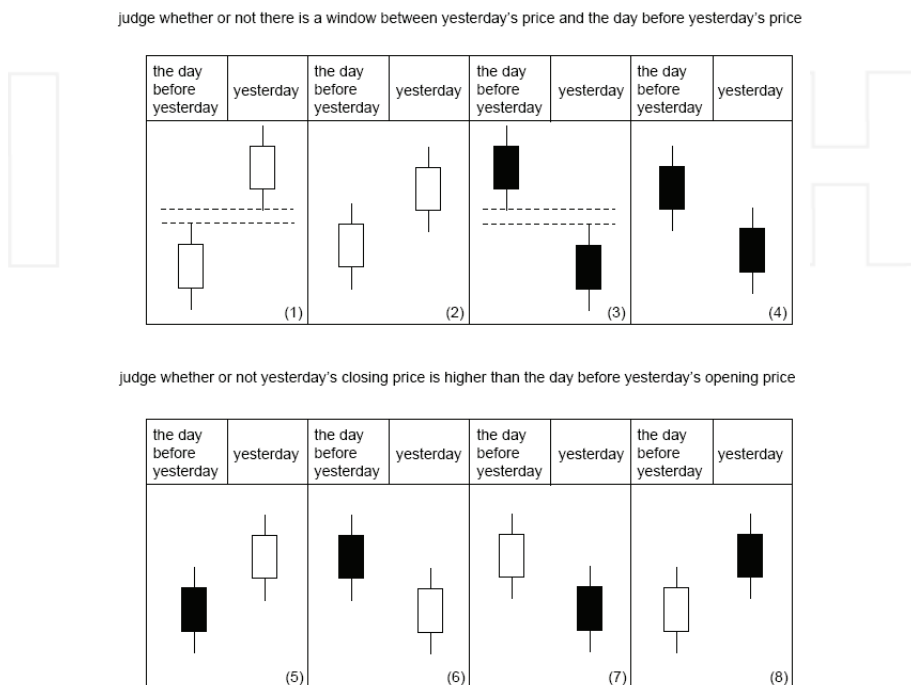 judge whether or not there is a window between yesterday's price and the day before yesterday's price
the day before yesterday
yesterday
the day before yesterday
yesterday
the day before yesterday
yesterday
the day before yesterday
yesterday
(1)
(2)
(3)
(4)
judge whether or not yesterday's closing price is higher than the day before yesterday's opening price
the day before yesterday
yesterday
the day before yesterday
yesterday
the day before yesterday
yesterday
the day before yesterday
yesterday
(5)
(6)
(7)
(8)